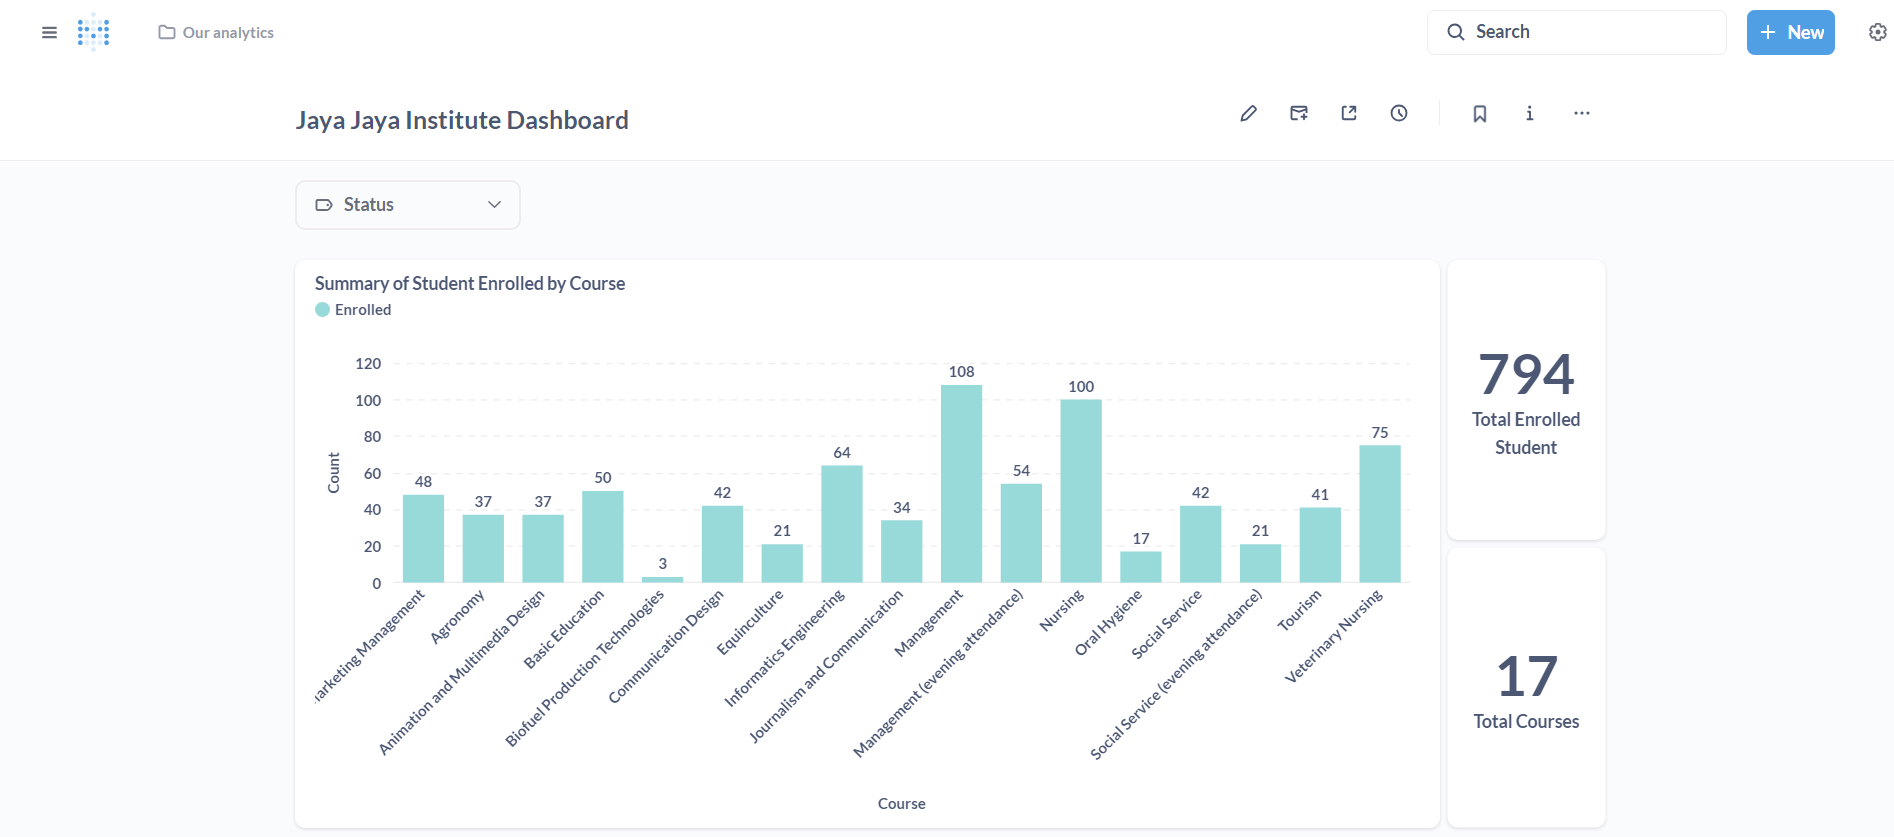 Our analytics
Search
New
Jaya Jaya Institute Dashboard
Status
Summary of Student Enrolled by Course
Enrolled
120
100
80
60
40
20
0
Count
48
37
37
50
3
42
21
64
34
108
54
100
17
42
21
41
75
arketing Management
Agronomy
Animation and Multimedia Design
Basic Education
Biofuel Production Technologies
Communication Design
Equinculture
Informatics Engineering
Journalism and Communication
Management
Management (evening attendance)
Nursing
Oral Hygiene
Social Service
Social Service (evening attendance)
Tourism
Veterinary Nursing
Course
794
Total Enrolled
Student
17
Total Courses